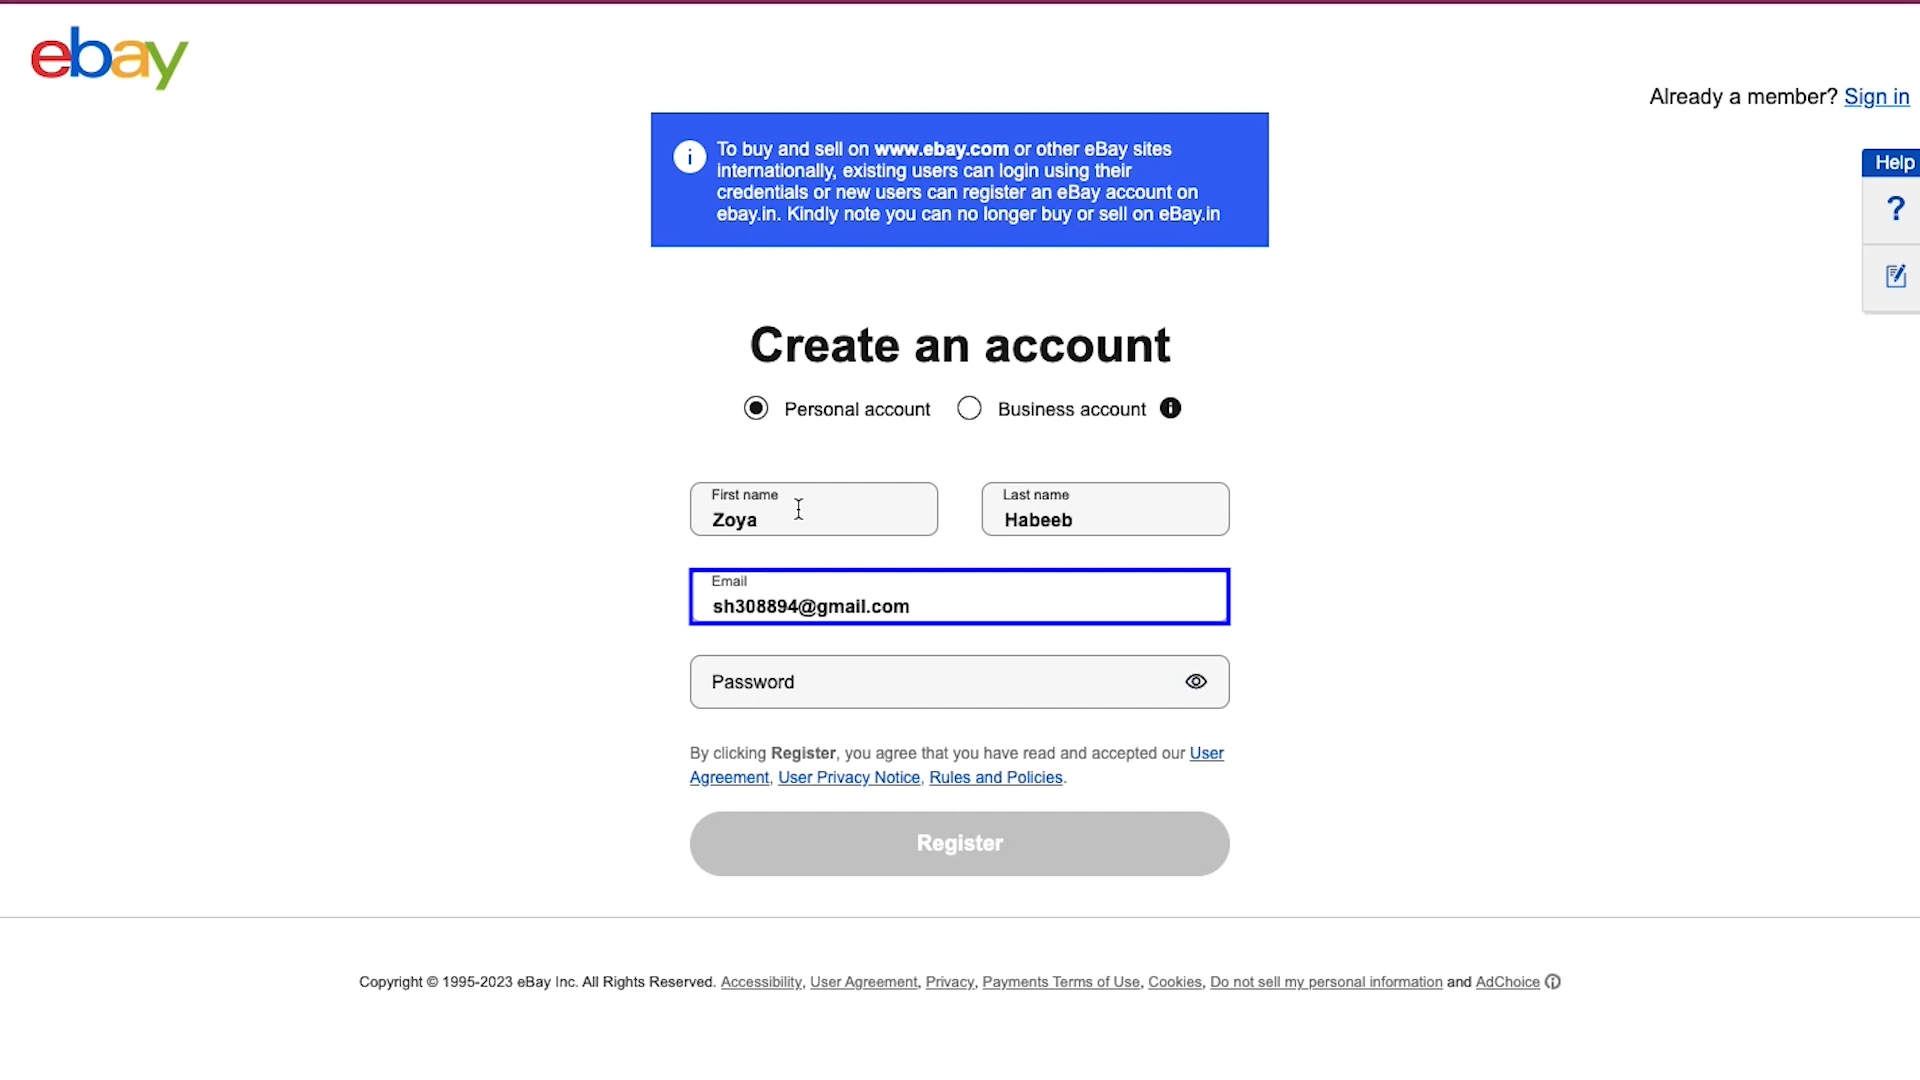 ebay
Already a member? Sign in
To buy and sell on www.ebay.com or other eBay sites
internationally, existing users can login using their
credentials or new users can register an eBay account on
ebay.in. Kindly note you can no longer buy or sell on eBay.in
Help
?
Create an account
Personal account Business account
First name Last name
Zoya Habeeb
Email
sh308894@gmail.com
Password
By clicking Register, you agree that you have read and accepted our User
Agreement, User Privacy Notice, Rules and Policies.
Register
Copyright © 1995-2023 eBay Inc. All Rights Reserved. Accessibility, User Agreement, Privacy, Payments Terms of Use, Cookies, Do not sell my personal information and AdChoice